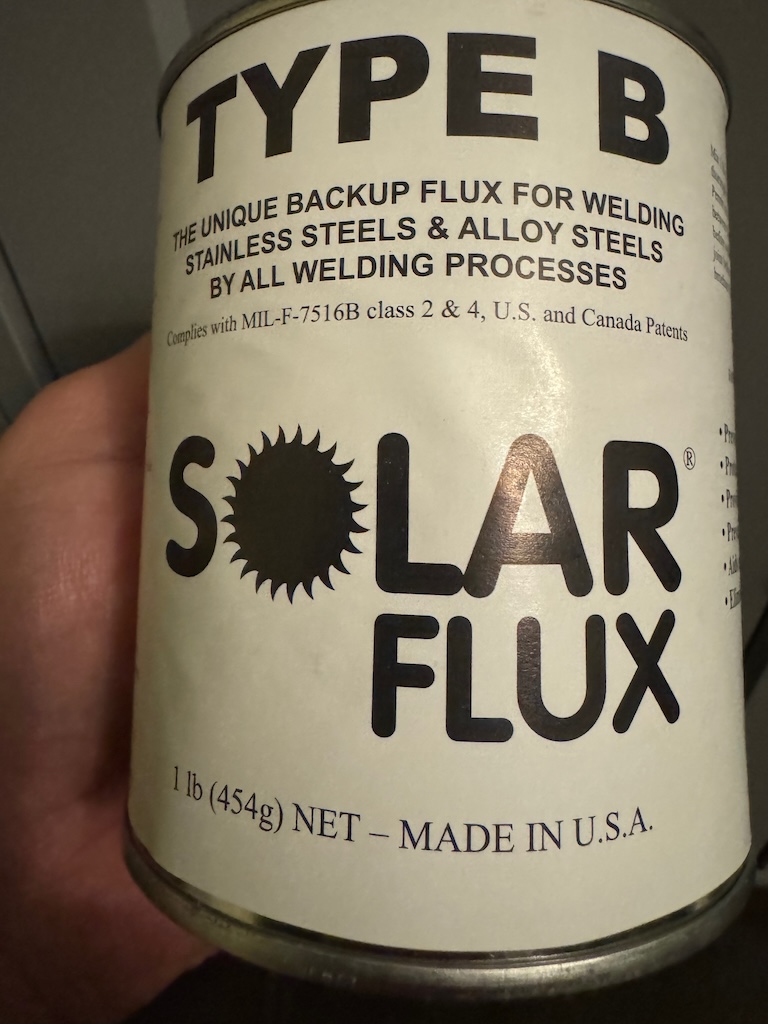 TYPE B
THE UNIQUE BACKUP FLUX FOR WELDING
STAINLESS STEELS & ALLOY STEELS
BY ALL WELDING PROCESSES
Complies with MIL-F-7516B class 2 & 4, U.S. and Canada Patents
SOLAR®
FLUX
1 lb (454g) NET – MADE IN U.S.A.